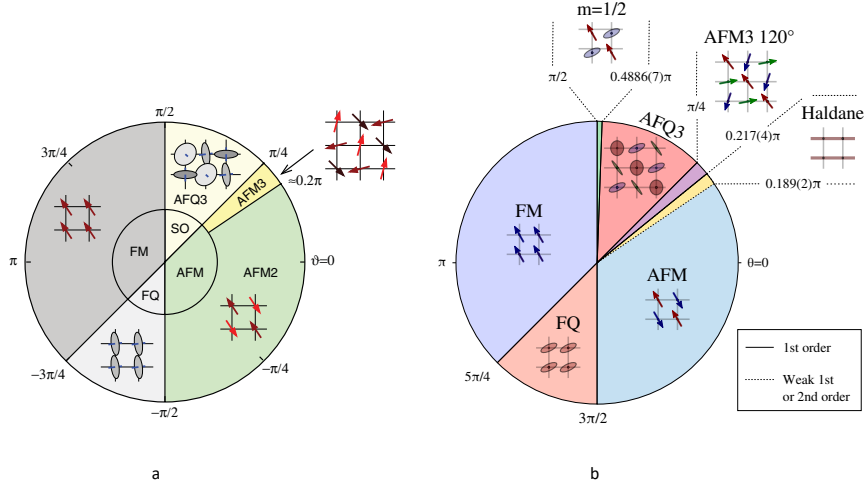 m=1/2
AFM3 120°
π/2
0.4886(7)π
π/4
Haldane
0.217(4)π
0.189(2)π
π/2
3π/4
π/4
≈0.2π
AFQ3
AFM3
SO
FM
AFM
FQ
AFM2
π
ϑ=0
−3π/4
−π/4
−π/2
a
AFQ3
FM
AFM
FQ
π
θ=0
5π/4
3π/2
1st order
Weak 1st
or 2nd order
b